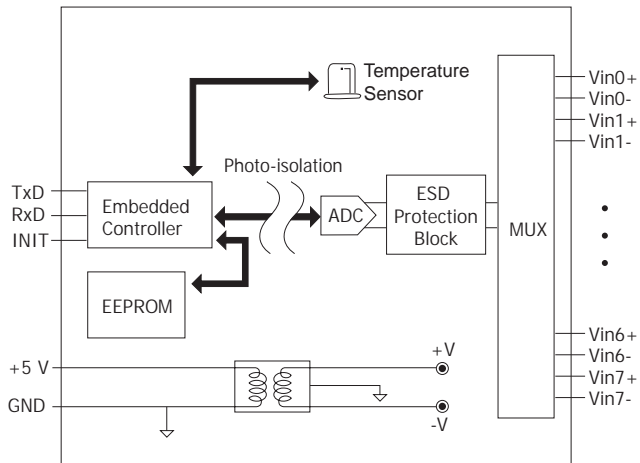 Temperature
Sensor
Vin0+
Vin0-
Vin1+
Vin1-
Photo-isolation
TxD
RxD
INIT
Embedded
Controller
ADC
ESD
Protection
Block
MUX
EEPROM
Vin6+
Vin6-
Vin7+
Vin7-
+5 V
GND
+V
-V